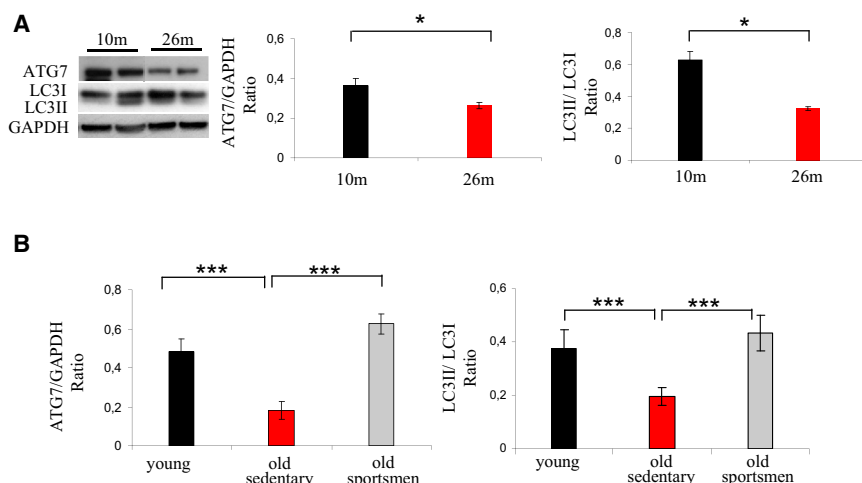 A
10m 26m
ATG7
LC3I
LC3II
GAPDH
ATG7/GAPDH
Ratio
0,6
0,4
0,2
0
*
10m 26m
LC3II/ LC3I
Ratio
0,8
0,6
0,4
0,2
0
*
10m 26m
B
ATG7/GAPDH
Ratio
0,8
0,6
0,4
0,2
0
*** ***
young old old
sedentary sportsmen
LC3II/ LC3I
Ratio
0,6
0,4
0,2
0
*** ***
young old old
sedentary sportsmen